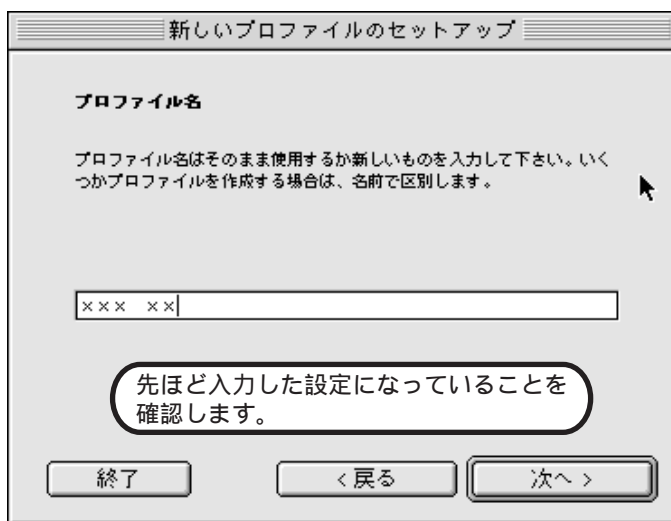 新しいプロファイルのセットアップ
プロファイル名
プロファイル名はそのまま使用するか新しいものを入力して下さい。いく
つかプロファイルを作成する場合は、名前で区別します。
××× ××
先ほど入力した設定になっていることを
確認します。
終了 <戻る 次へ >